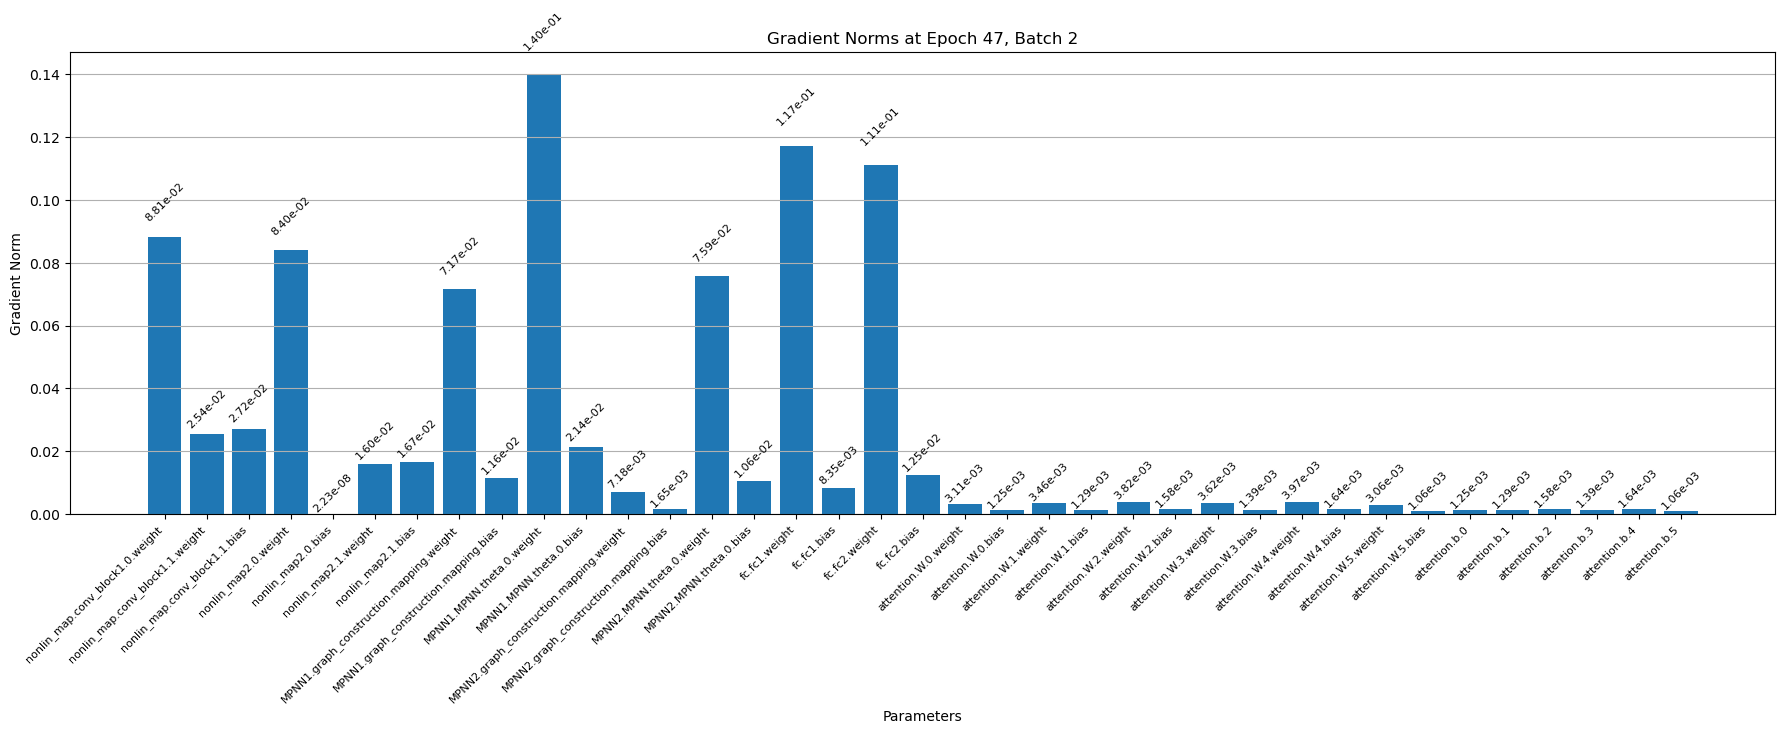 Gradient Norms at Epoch 47, Batch 2
Gradient Norm
0.14
0.12
0.10
0.08
0.06
0.04
0.02
0.00
8.81e-02
2.54e-02
2.72e-02
8.40e-02
2.23e-08
1.60e-02
1.67e-02
7.17e-02
1.16e-02
1.40e-01
2.14e-02
7.18e-03
1.65e-03
7.59e-02
1.06e-02
1.17e-01
8.35e-03
1.11e-01
1.25e-02
3.11e-03
1.25e-03
3.46e-03
1.29e-03
3.82e-03
1.58e-03
3.62e-03
1.39e-03
3.97e-03
1.64e-03
3.06e-03
1.06e-03
1.25e-03
1.29e-03
1.58e-03
1.39e-03
1.64e-03
1.06e-03
nonlin_map.conv_block1.0.weight
nonlin_map.conv_block1.1.weight
nonlin_map.conv_block1.1.bias
nonlin_map2.0.weight
nonlin_map2.0.bias
nonlin_map2.1.weight
nonlin_map2.1.bias
MPNN1.graph_construction.mapping.weight
MPNN1.graph_construction.mapping.bias
MPNN1.MPNN.theta.0.weight
MPNN1.MPNN.theta.0.bias
MPNN2.graph_construction.mapping.weight
MPNN2.graph_construction.mapping.bias
MPNN2.MPNN.theta.0.weight
MPNN2.MPNN.theta.0.bias
fc.fc1.weight
fc.fc1.bias
fc.fc2.weight
fc.fc2.bias
attention.W.0.weight
attention.W.0.bias
attention.W.1.weight
attention.W.1.bias
attention.W.2.weight
attention.W.2.bias
attention.W.3.weight
attention.W.3.bias
attention.W.4.weight
attention.W.4.bias
attention.W.5.weight
attention.W.5.bias
attention.b.0
attention.b.1
attention.b.2
attention.b.3
attention.b.4
attention.b.5
Parameters